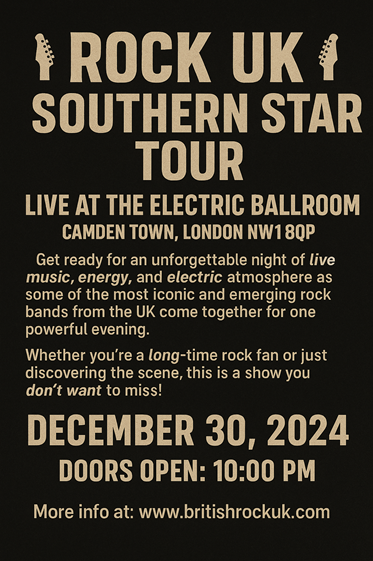 ROCK UK
SOUTHERN STAR
TOUR
LIVE AT THE ELECTRIC BALLROOM
CAMDEN TOWN, LONDON NW1 8QP
Get ready for an unforgettable night of live
music, energy, and electric atmosphere as
some of the most iconic and emerging rock
bands from the UK come together for one
powerful evening.
Whether you're a long-time rock fan or just
discovering the scene, this is a show you
don't want to miss!
DECEMBER 30, 2024
DOORS OPEN: 10:00 PM
More info at: www.britishrockuk.com